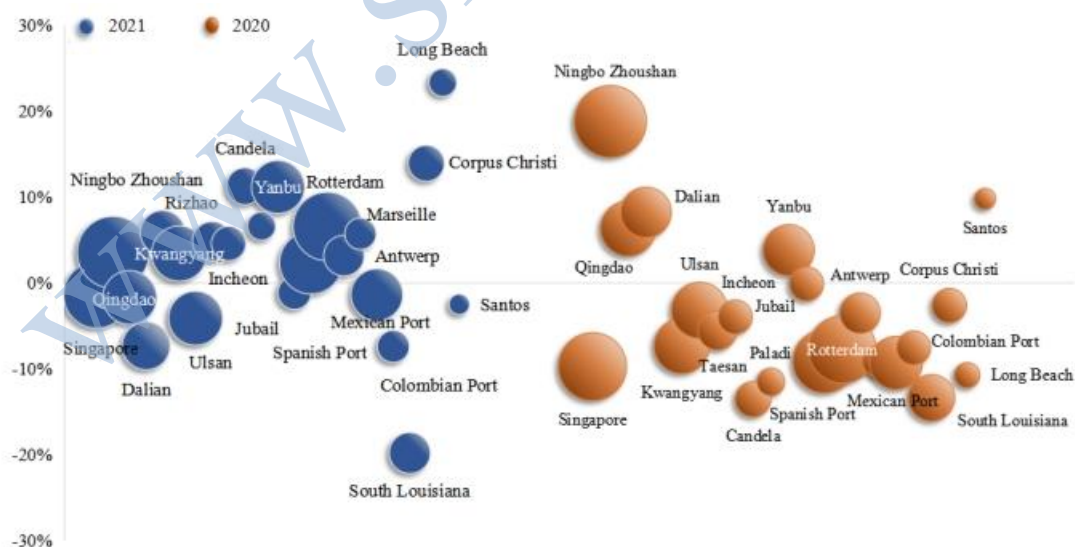 30%
2021
2020
Long Beach
Ningbo Zhoushan
20%
Candela
Corpus Christi
10%
Ningbo Zhoushan
Yanbu
Rotterdam
Rizhao
Marseille
Dalian
Yanbu
Santos
Kwangyang
Antwerp
Qingdao
Ulsan
Incheon
Incheon
Antwerp
Corpus Christi
0%
Qingdao
Santos
Jubail
Mexican Port
Jubail
Singapore
Ulsan
Spanish Port
Taesan
Paladi
Rotterdam
Colombian Port
-10%
Dalian
Colombian Port
Kwangyang
Long Beach
Singapore
Spanish Port
Mexican Port
South Louisiana
Candela
-20%
South Louisiana
-30%
www.s